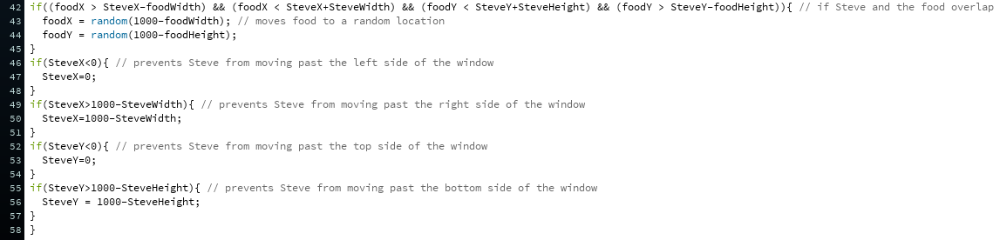 42 if((foodX > SteveX-foodWidth) && (foodX < SteveX+SteveWidth) && (foodY < SteveY+SteveHeight) && (foodY > SteveY-foodHeight)){ // if Steve and the food overlap
43   foodX = random(1000-foodWidth); // moves food to a random location
44   foodY = random(1000-foodHeight);
45 }
46 if(SteveX<0){ // prevents Steve from moving past the left side of the window
47   SteveX=0;
48 }
49 if(SteveX>1000-SteveWidth){ // prevents Steve from moving past the right side of the window
50   SteveX=1000-SteveWidth;
51 }
52 if(SteveY<0){ // prevents Steve from moving past the top side of the window
53   SteveY=0;
54 }
55 if(SteveY>1000-SteveHeight){ // prevents Steve from moving past the bottom side of the window
56   SteveY = 1000-SteveHeight;
57 }
58 }